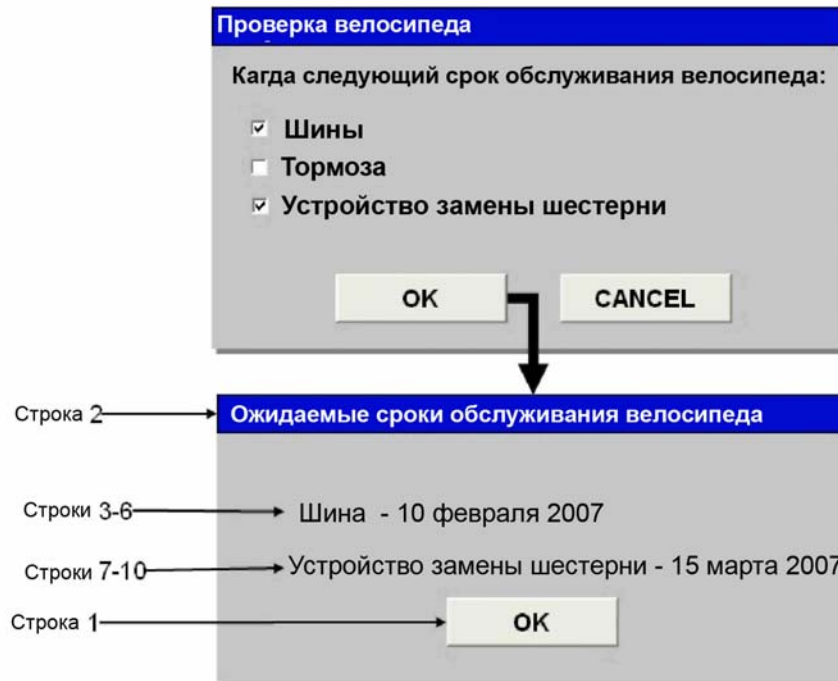 Проверка велосипеда
Кагда следующий срок обслуживания велосипеда:
Шины
Тормоза
Устройство замены шестерни
OK CANCEL
Строка 2 Ожидаемые сроки обслуживания велосипеда
Строки 3-6 Шина - 10 февраля 2007
Строки 7-10 Устройство замены шестерни - 15 марта 2007
Строка 1 OK